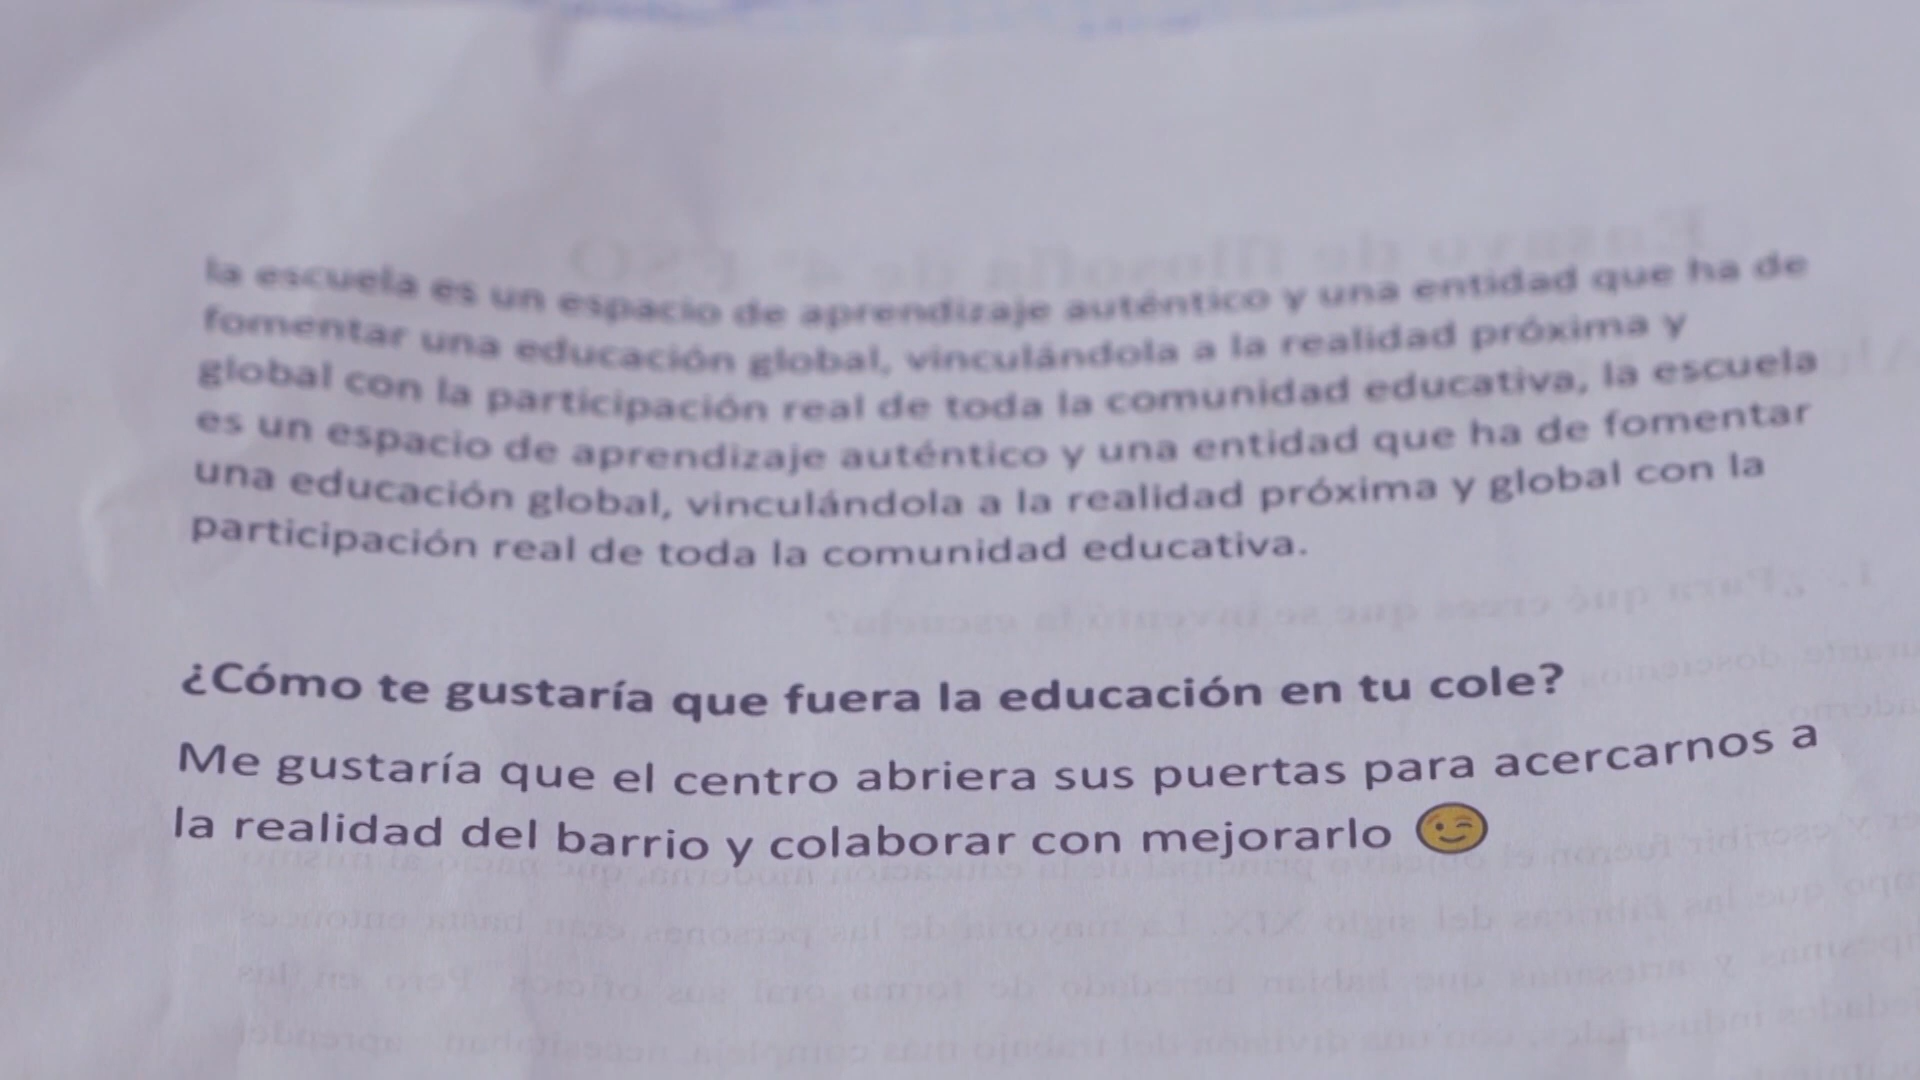 la escuela es un espacio de aprendizaje auténtico y una entidad que ha de
fomentar una educación global, vinculándola a la realidad próxima y
global con la participación real de toda la comunidad educativa, la escuela
es un espacio de aprendizaje auténtico y una entidad que ha de fomentar
una educación global, vinculándola a la realidad próxima y global con la
participación real de toda la comunidad educativa.
¿Cómo te gustaría que fuera la educación en tu cole?
Me gustaría que el centro abriera sus puertas para acercarnos a
la realidad del barrio y colaborar con mejorarlo 😉